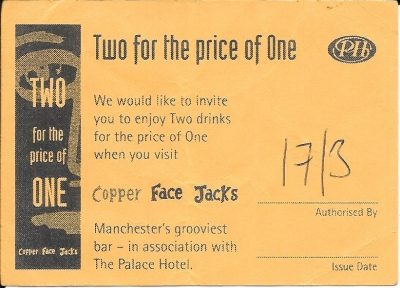 TWO
for the
price of
ONE
Copper Face Jack's
Two for the price of One
PH
We would like to invite
you to enjoy Two drinks
for the price of One
when you visit
Copper Face Jack's
Manchester's grooviest
bar – in association with
The Palace Hotel.
17/3
Authorised By
Issue Date